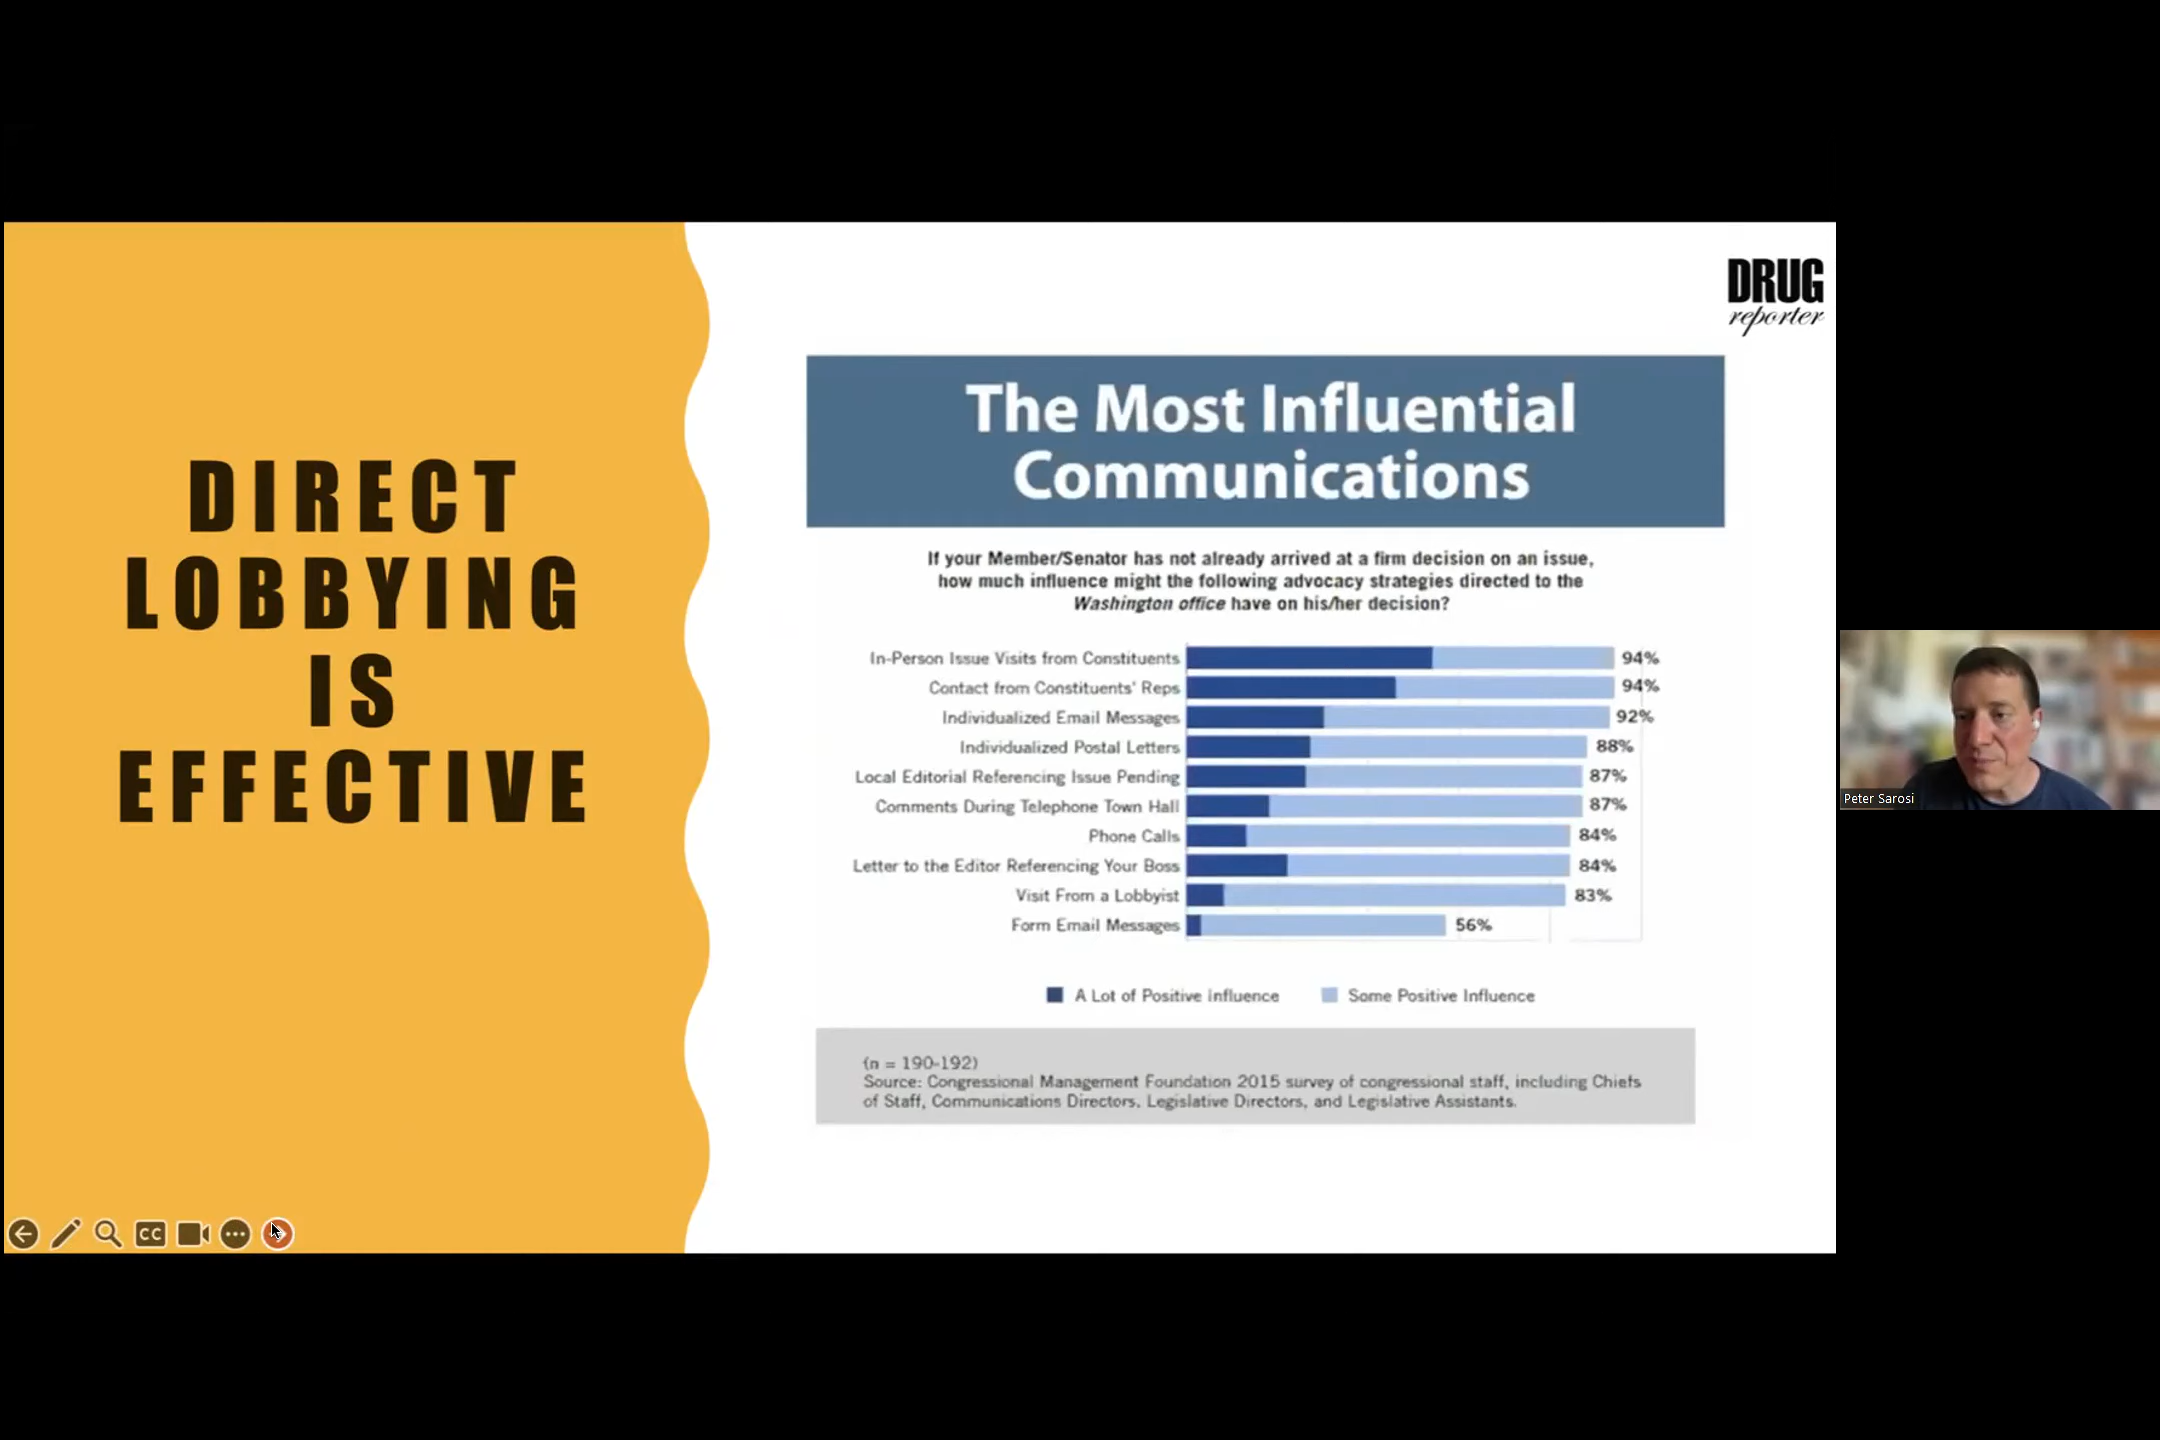 DIRECT
LOBBYING
IS
EFFECTIVE
DRUG
reporter
The Most Influential
Communications
If your Member/Senator has not already arrived at a firm decision on an issue,
how much influence might the following advocacy strategies directed to the
Washington office have on his/her decision?
In-Person Issue Visits from Constituents 94%
Contact from Constituents' Reps 94%
Individualized Email Messages 92%
Individualized Postal Letters 88%
Local Editorial Referencing Issue Pending 87%
Comments During Telephone Town Hall 87%
Phone Calls 84%
Letter to the Editor Referencing Your Boss 84%
Visit From a Lobbyist 83%
Form Email Messages 56%
A Lot of Positive Influence Some Positive Influence
(n = 190-192)
Source: Congressional Management Foundation 2015 survey of congressional staff, including Chiefs
of Staff, Communications Directors, Legislative Directors, and Legislative Assistants.
CC
Peter Sarosi